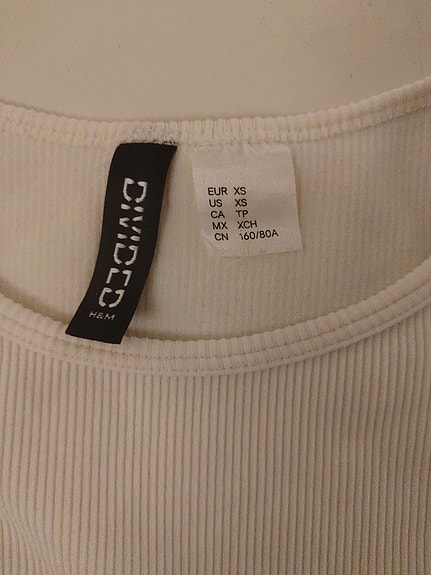 DIVIDED
H&M
EUR XS
US XS
CA TP
MX XCH
CN 160/80A